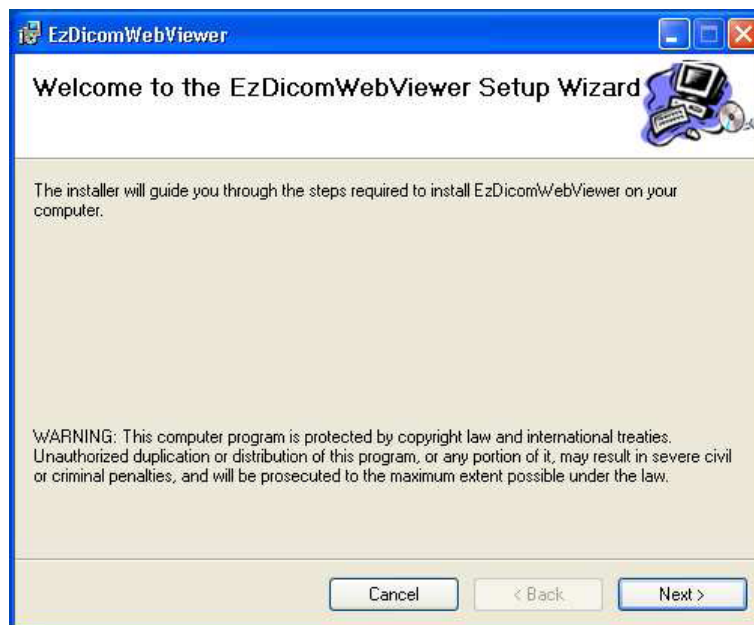 EzDicomWebViewer
Welcome to the EzDicomWebViewer Setup Wizard
The installer will guide you through the steps required to install EzDicomWebViewer on your
computer.
WARNING: This computer program is protected by copyright law and international treaties.
Unauthorized duplication or distribution of this program, or any portion of it, may result in severe civil
or criminal penalties, and will be prosecuted to the maximum extent possible under the law.
Cancel
< Back
Next >